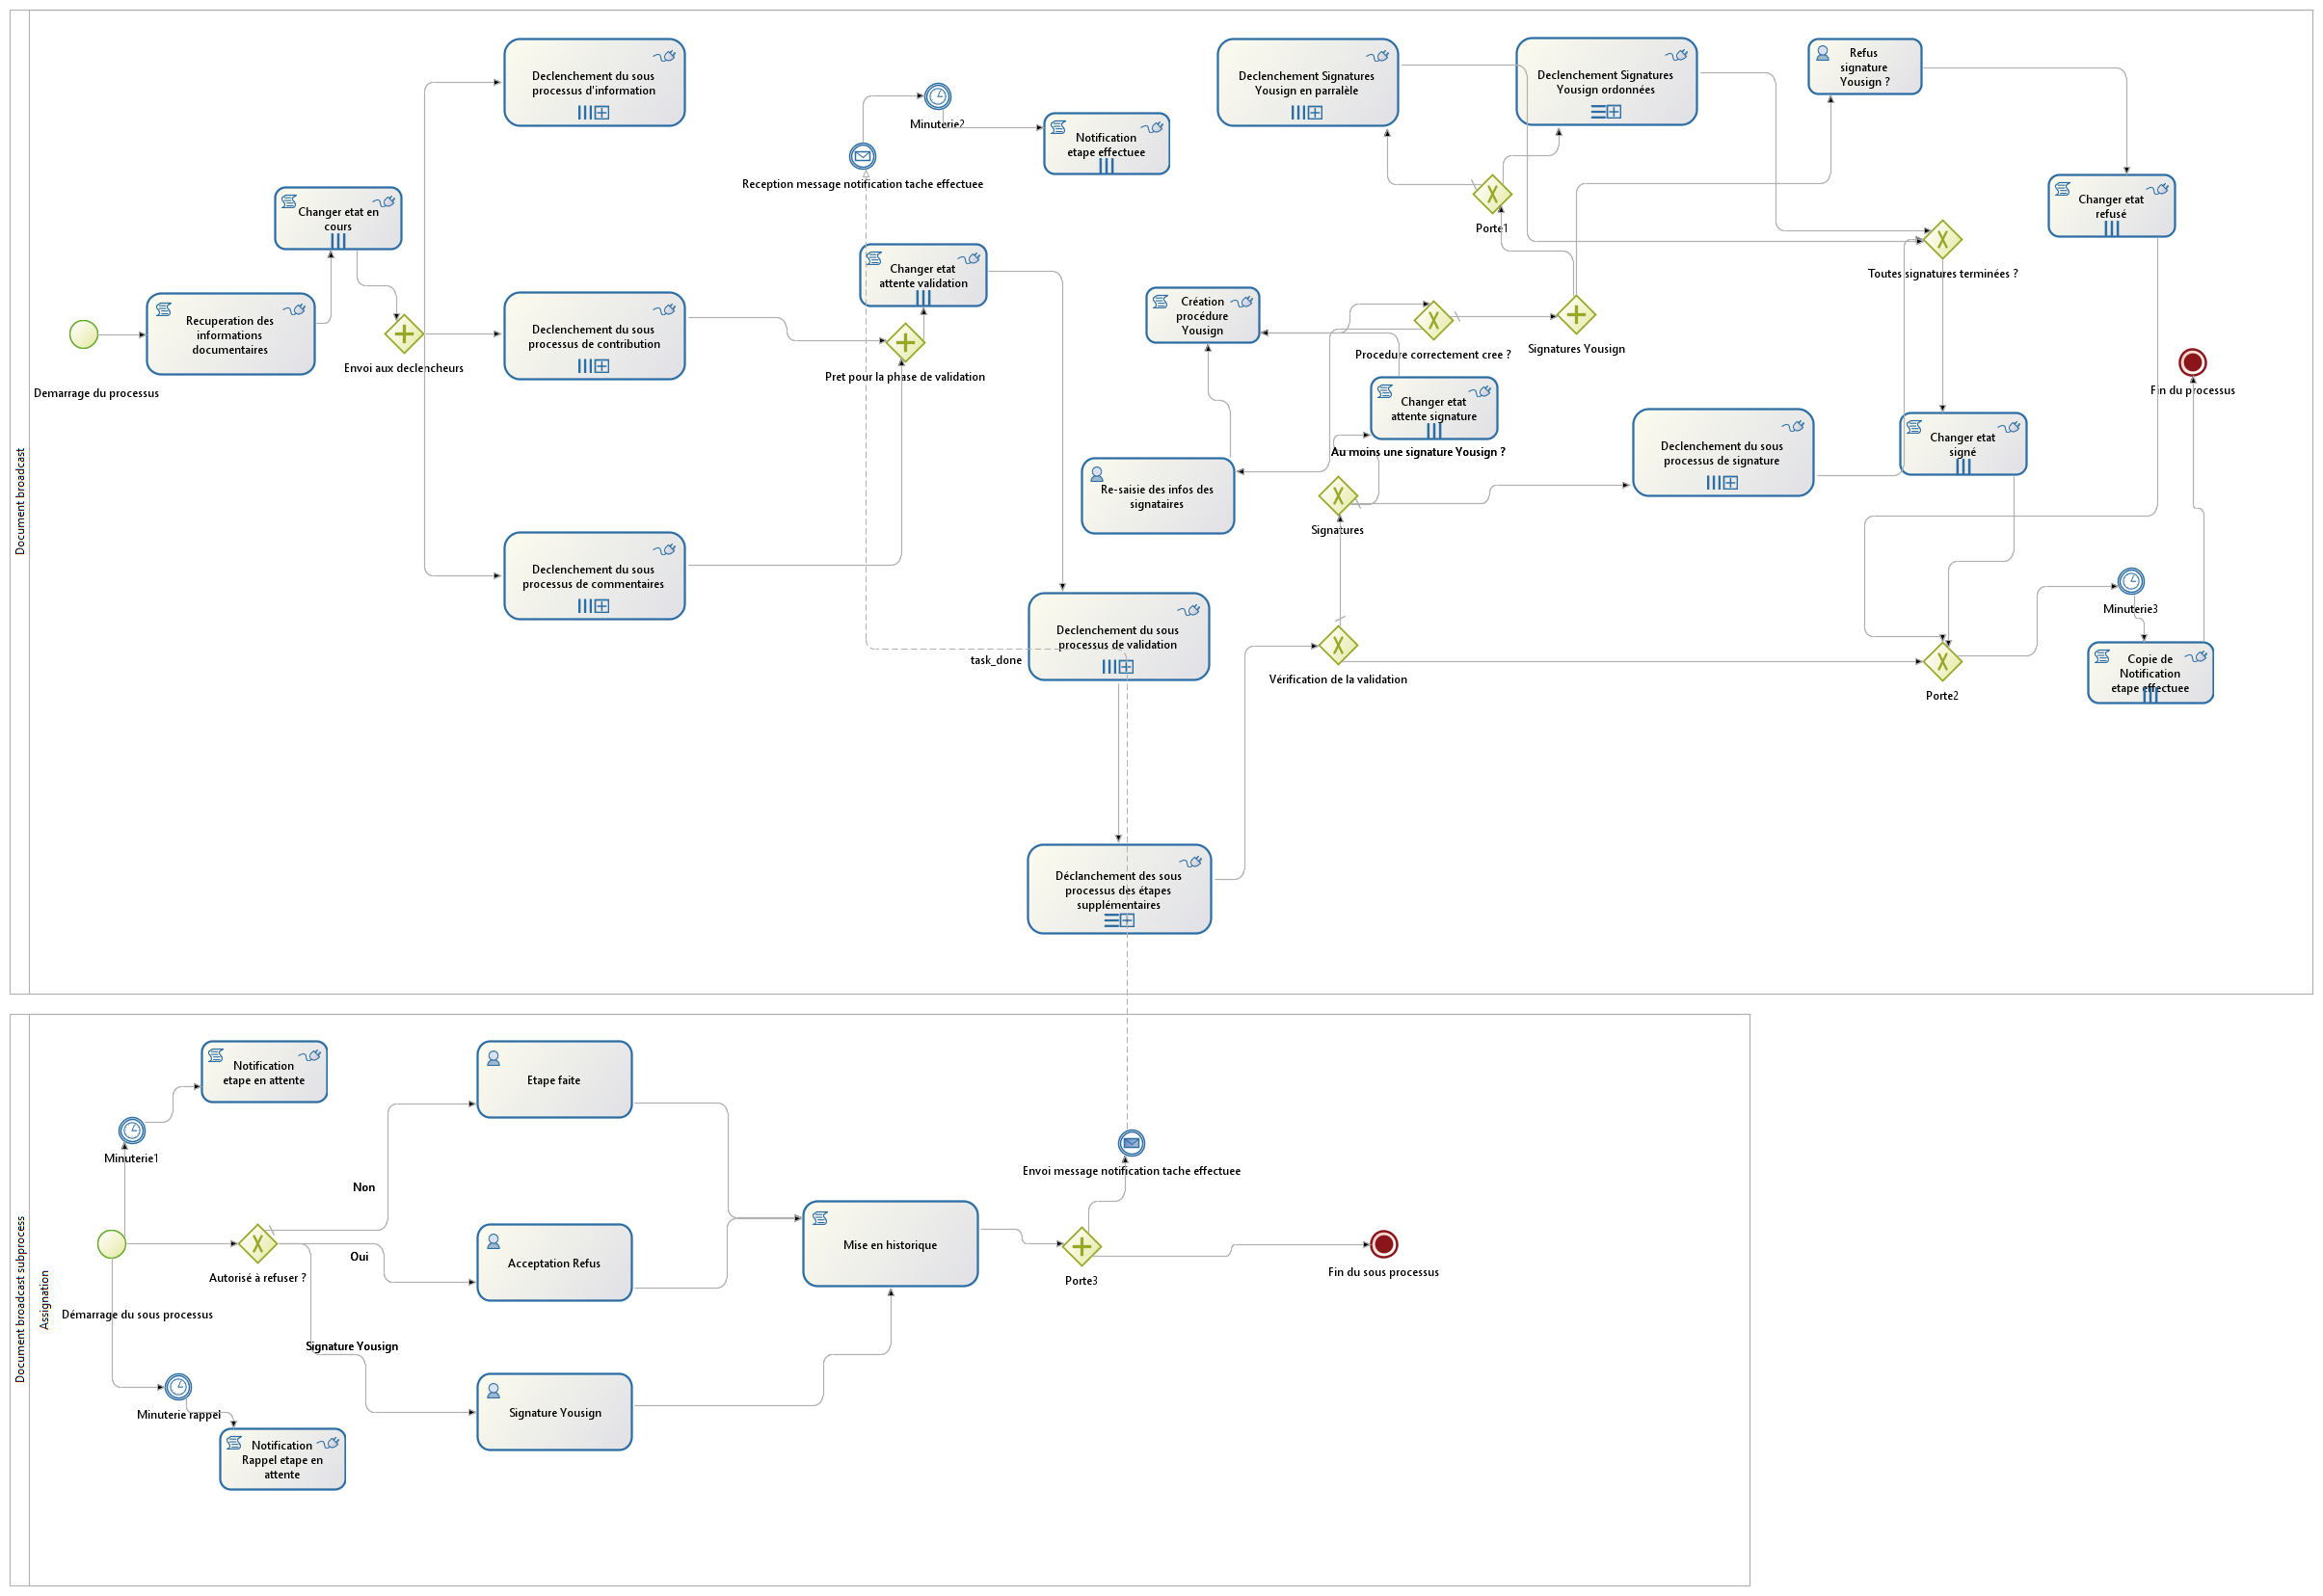 Document broadcast
Demarrage du processus
Recuperation des
informations
documentaires
Changer etat en
cours
Envoi aux declencheurs
Declenchement du sous
processus d'information
Declenchement du sous
processus de contribution
Declenchement du sous
processus de commentaires
Reception message notification tache effectuee
Minuterie2
Notification
etape effectuee
Changer etat
attente validation
Pret pour la phase de validation
task_done
Declenchement du sous
processus de validation
Déclanchement des sous
processus des étapes
supplémentaires
Vérification de la validation
Signatures
Au moins une signature Yousign ?
Re-saisie des infos des
signataires
Changer etat
attente signature
Création
procédure
Yousign
Procedure correctement cree ?
Signatures Yousign
Porte1
Declenchement Signatures
Yousign en parralèle
Declenchement Signatures
Yousign ordonnées
Refus
signature
Yousign ?
Changer etat
refusé
Toutes signatures terminées ?
Declenchement du sous
processus de signature
Changer etat
signé
Fin du processus
Porte2
Minuterie3
Copie de
Notification
etape effectuee
Document broadcast subprocess
Assignation
Démarrage du sous processus
Minuterie1
Notification
etape en attente
Minuterie rappel
Notification
Rappel etape en
attente
Autorisé à refuser ?
Non
Oui
Signature Yousign
Etape faite
Acceptation Refus
Signature Yousign
Mise en historique
Porte3
Envoi message notification tache effectuee
Fin du sous processus